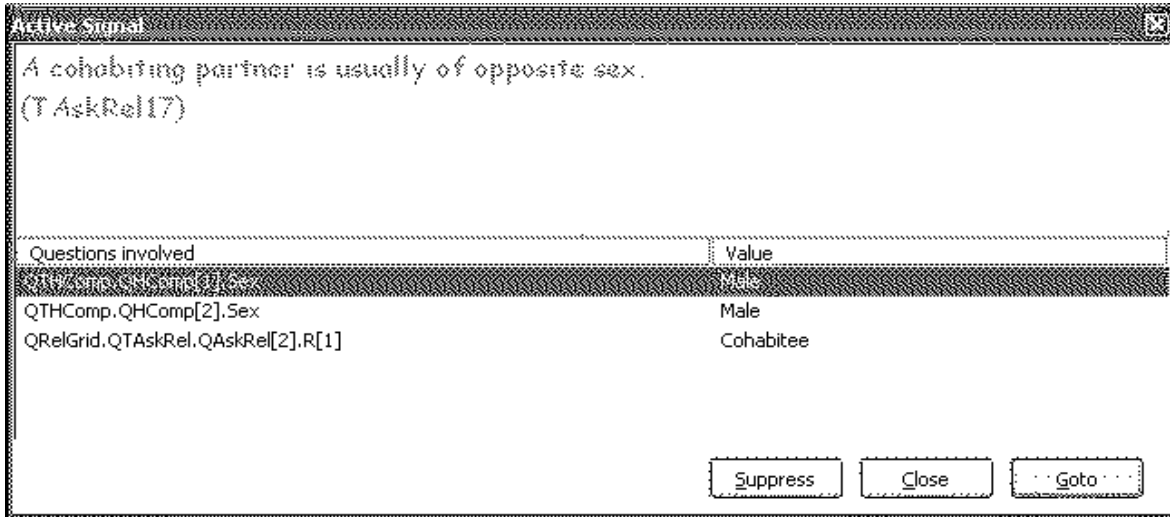 Active Signal
A cohabiting partner is usually of opposite sex.
(TAskRel17)
Questions involved Value
QTHComp.QHComp[1].Sex Male
QTHComp.QHComp[2].Sex Male
QRelGrid.QTAskRel.QAskRel[2].R[1] Cohabitee
Suppress Close Goto